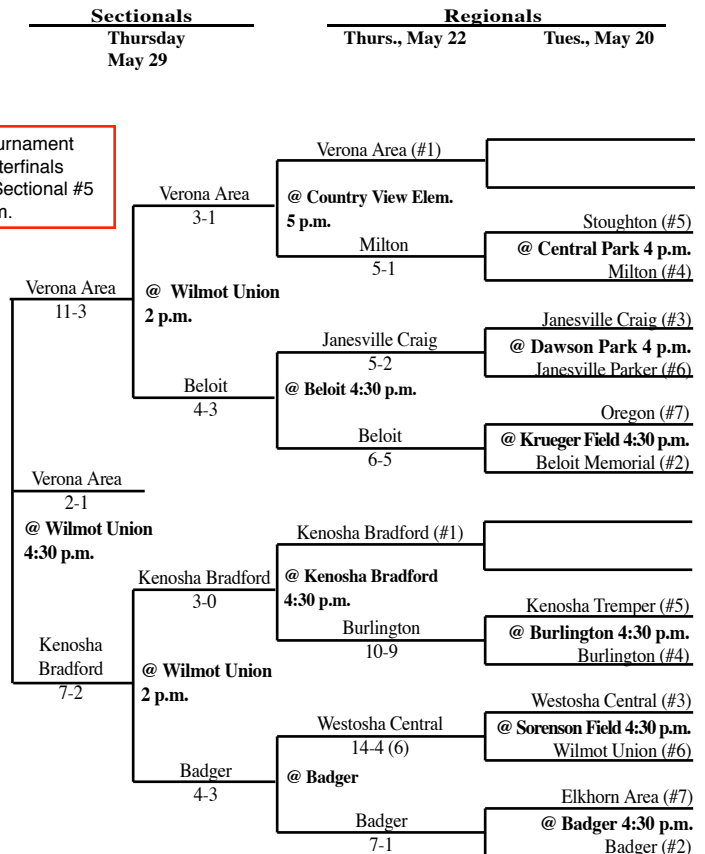 Sectionals
Regionals
Thursday
May 29
Thurs., May 22
Tues., May 20
urnament
terfinals
Sectional #5
m.
Verona Area (#1)
Verona Area
3-1
@ Country View Elem.
5 p.m.
Stoughton (#5)
@ Central Park 4 p.m.
Milton (#4)
Milton
5-1
Verona Area
11-3
@ Wilmot Union
2 p.m.
Janesville Craig (#3)
@ Dawson Park 4 p.m.
Janesville Parker (#6)
Janesville Craig
5-2
Beloit
4-3
@ Beloit 4:30 p.m.
Oregon (#7)
@ Krueger Field 4:30 p.m.
Beloit Memorial (#2)
Beloit
6-5
Verona Area
2-1
@ Wilmot Union
4:30 p.m.
Kenosha Bradford (#1)
Kenosha Bradford
3-0
@ Kenosha Bradford
4:30 p.m.
Kenosha Tremper (#5)
@ Burlington 4:30 p.m.
Burlington (#4)
Burlington
10-9
Kenosha
Bradford
7-2
@ Wilmot Union
2 p.m.
Westosha Central (#3)
@ Sorenson Field 4:30 p.m.
Wilmot Union (#6)
Westosha Central
14-4 (6)
Badger
4-3
@ Badger
Elkhorn Area (#7)
@ Badger 4:30 p.m.
Badger (#2)
Badger
7-1